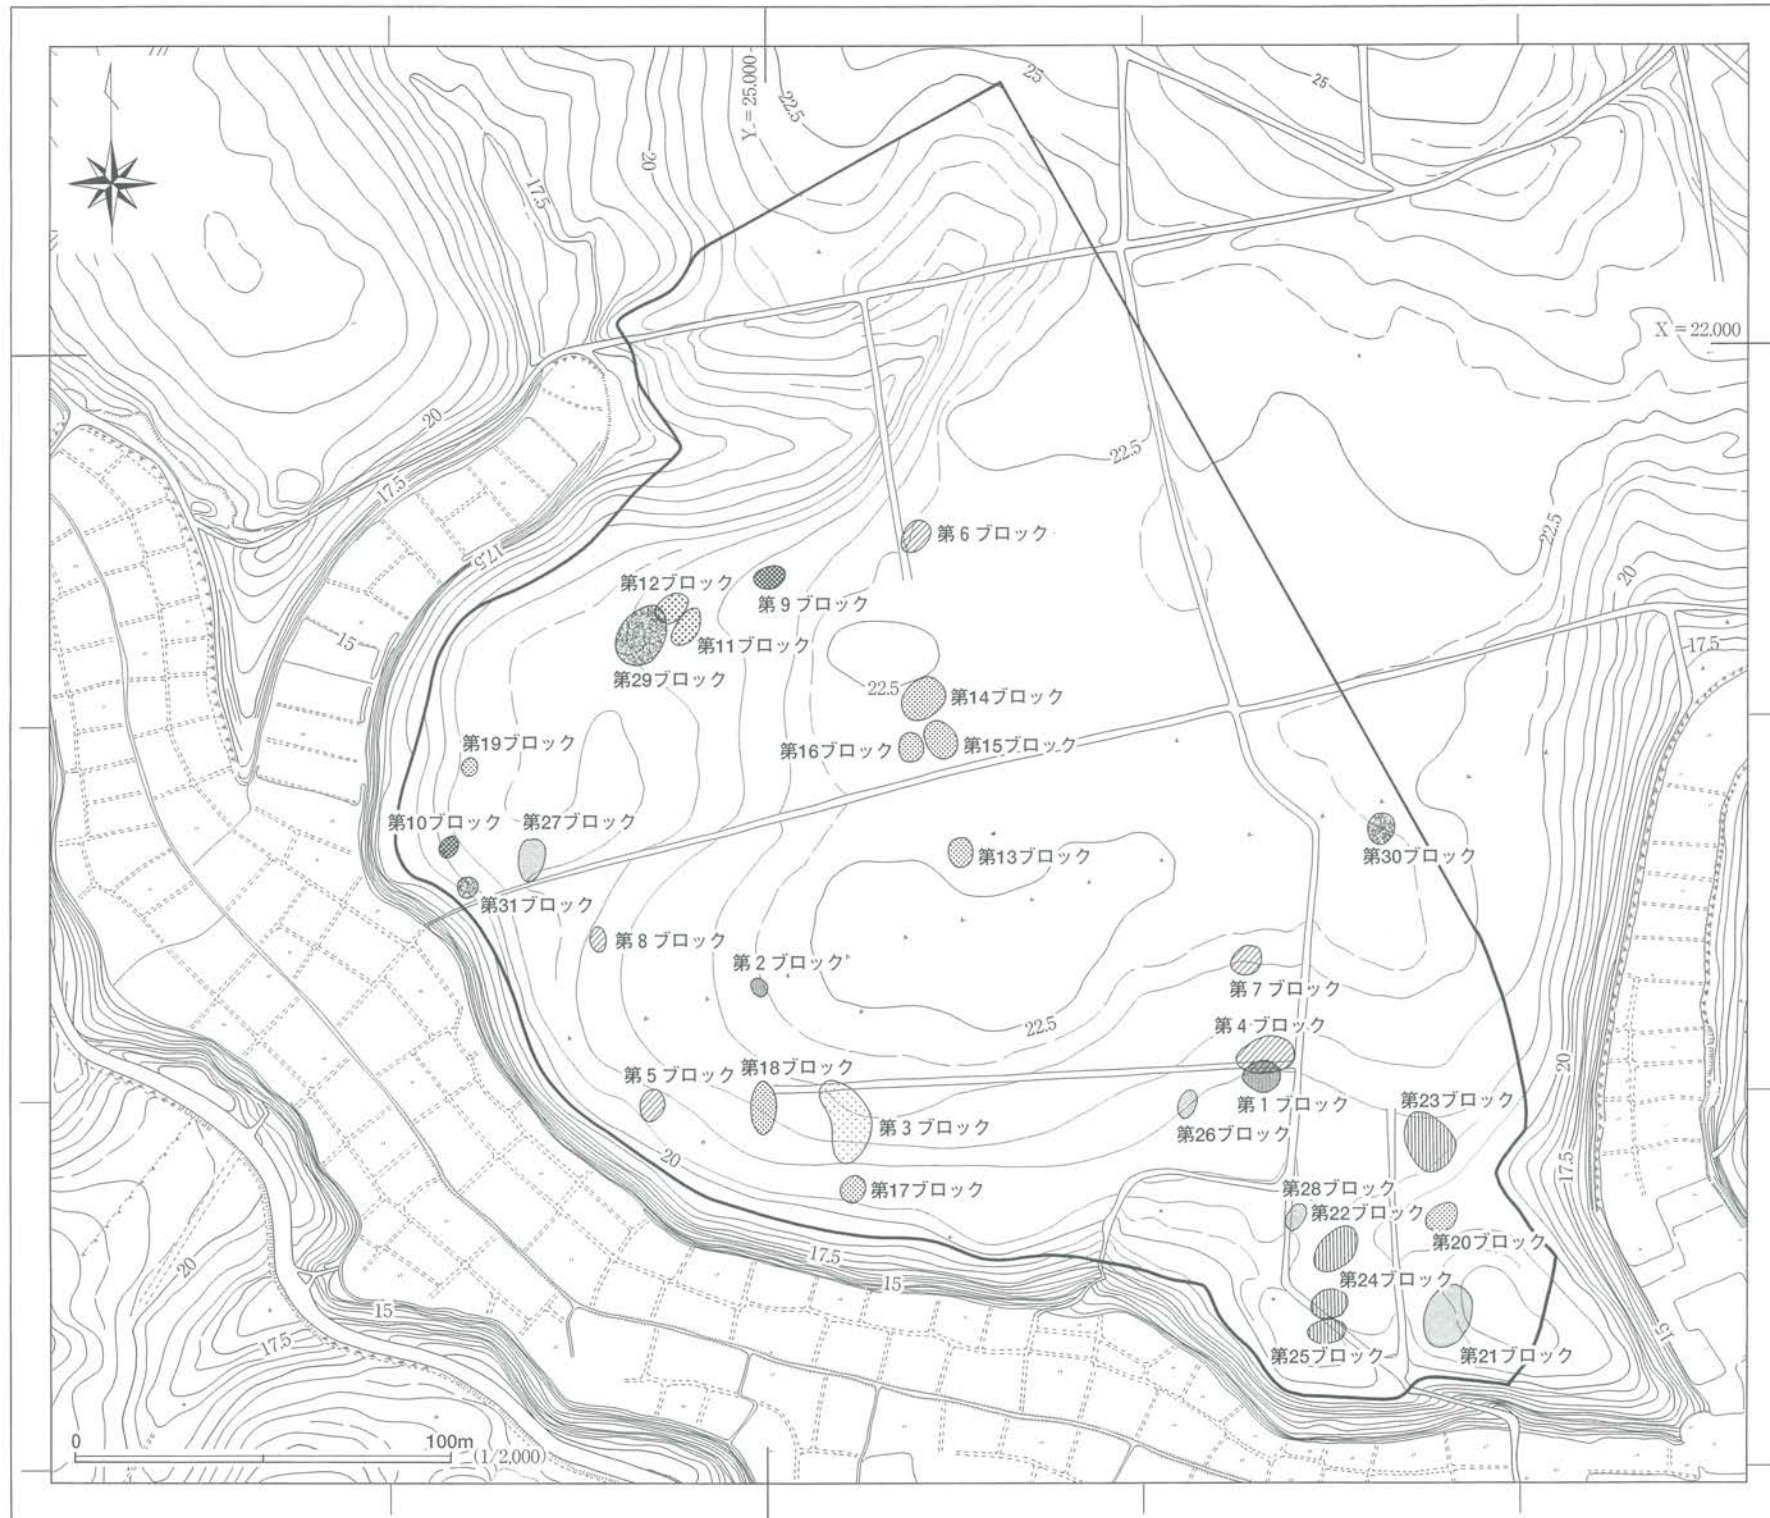 25
25
Y = 25.000
22.5
20
17.5
X = 22.000
20
22.5
17.5
22.5
第 6 ブロック
17.5
20
第12ブロック
第 9 ブロック
15
第11ブロック
17.5
第29ブロック
22.5
第14ブロック
第19ブロック
第16ブロック
第15ブロック
第10ブロック
第27ブロック
第13ブロック
第30ブロック
第31ブロック
第 8 ブロック
第 2 ブロック
第 7 ブロック
22.5
第 4 ブロック
20
第 5 ブロック
第18ブロック
第 1 ブロック
第23ブロック
第 3 ブロック
第26ブロック
20
17.5
第17ブロック
第28ブロック
第22ブロック
第20ブロック
17.5
20
15
第24ブロック
15
17.5
15
第25ブロック
第21ブロック
0
100m
(1/2,000)